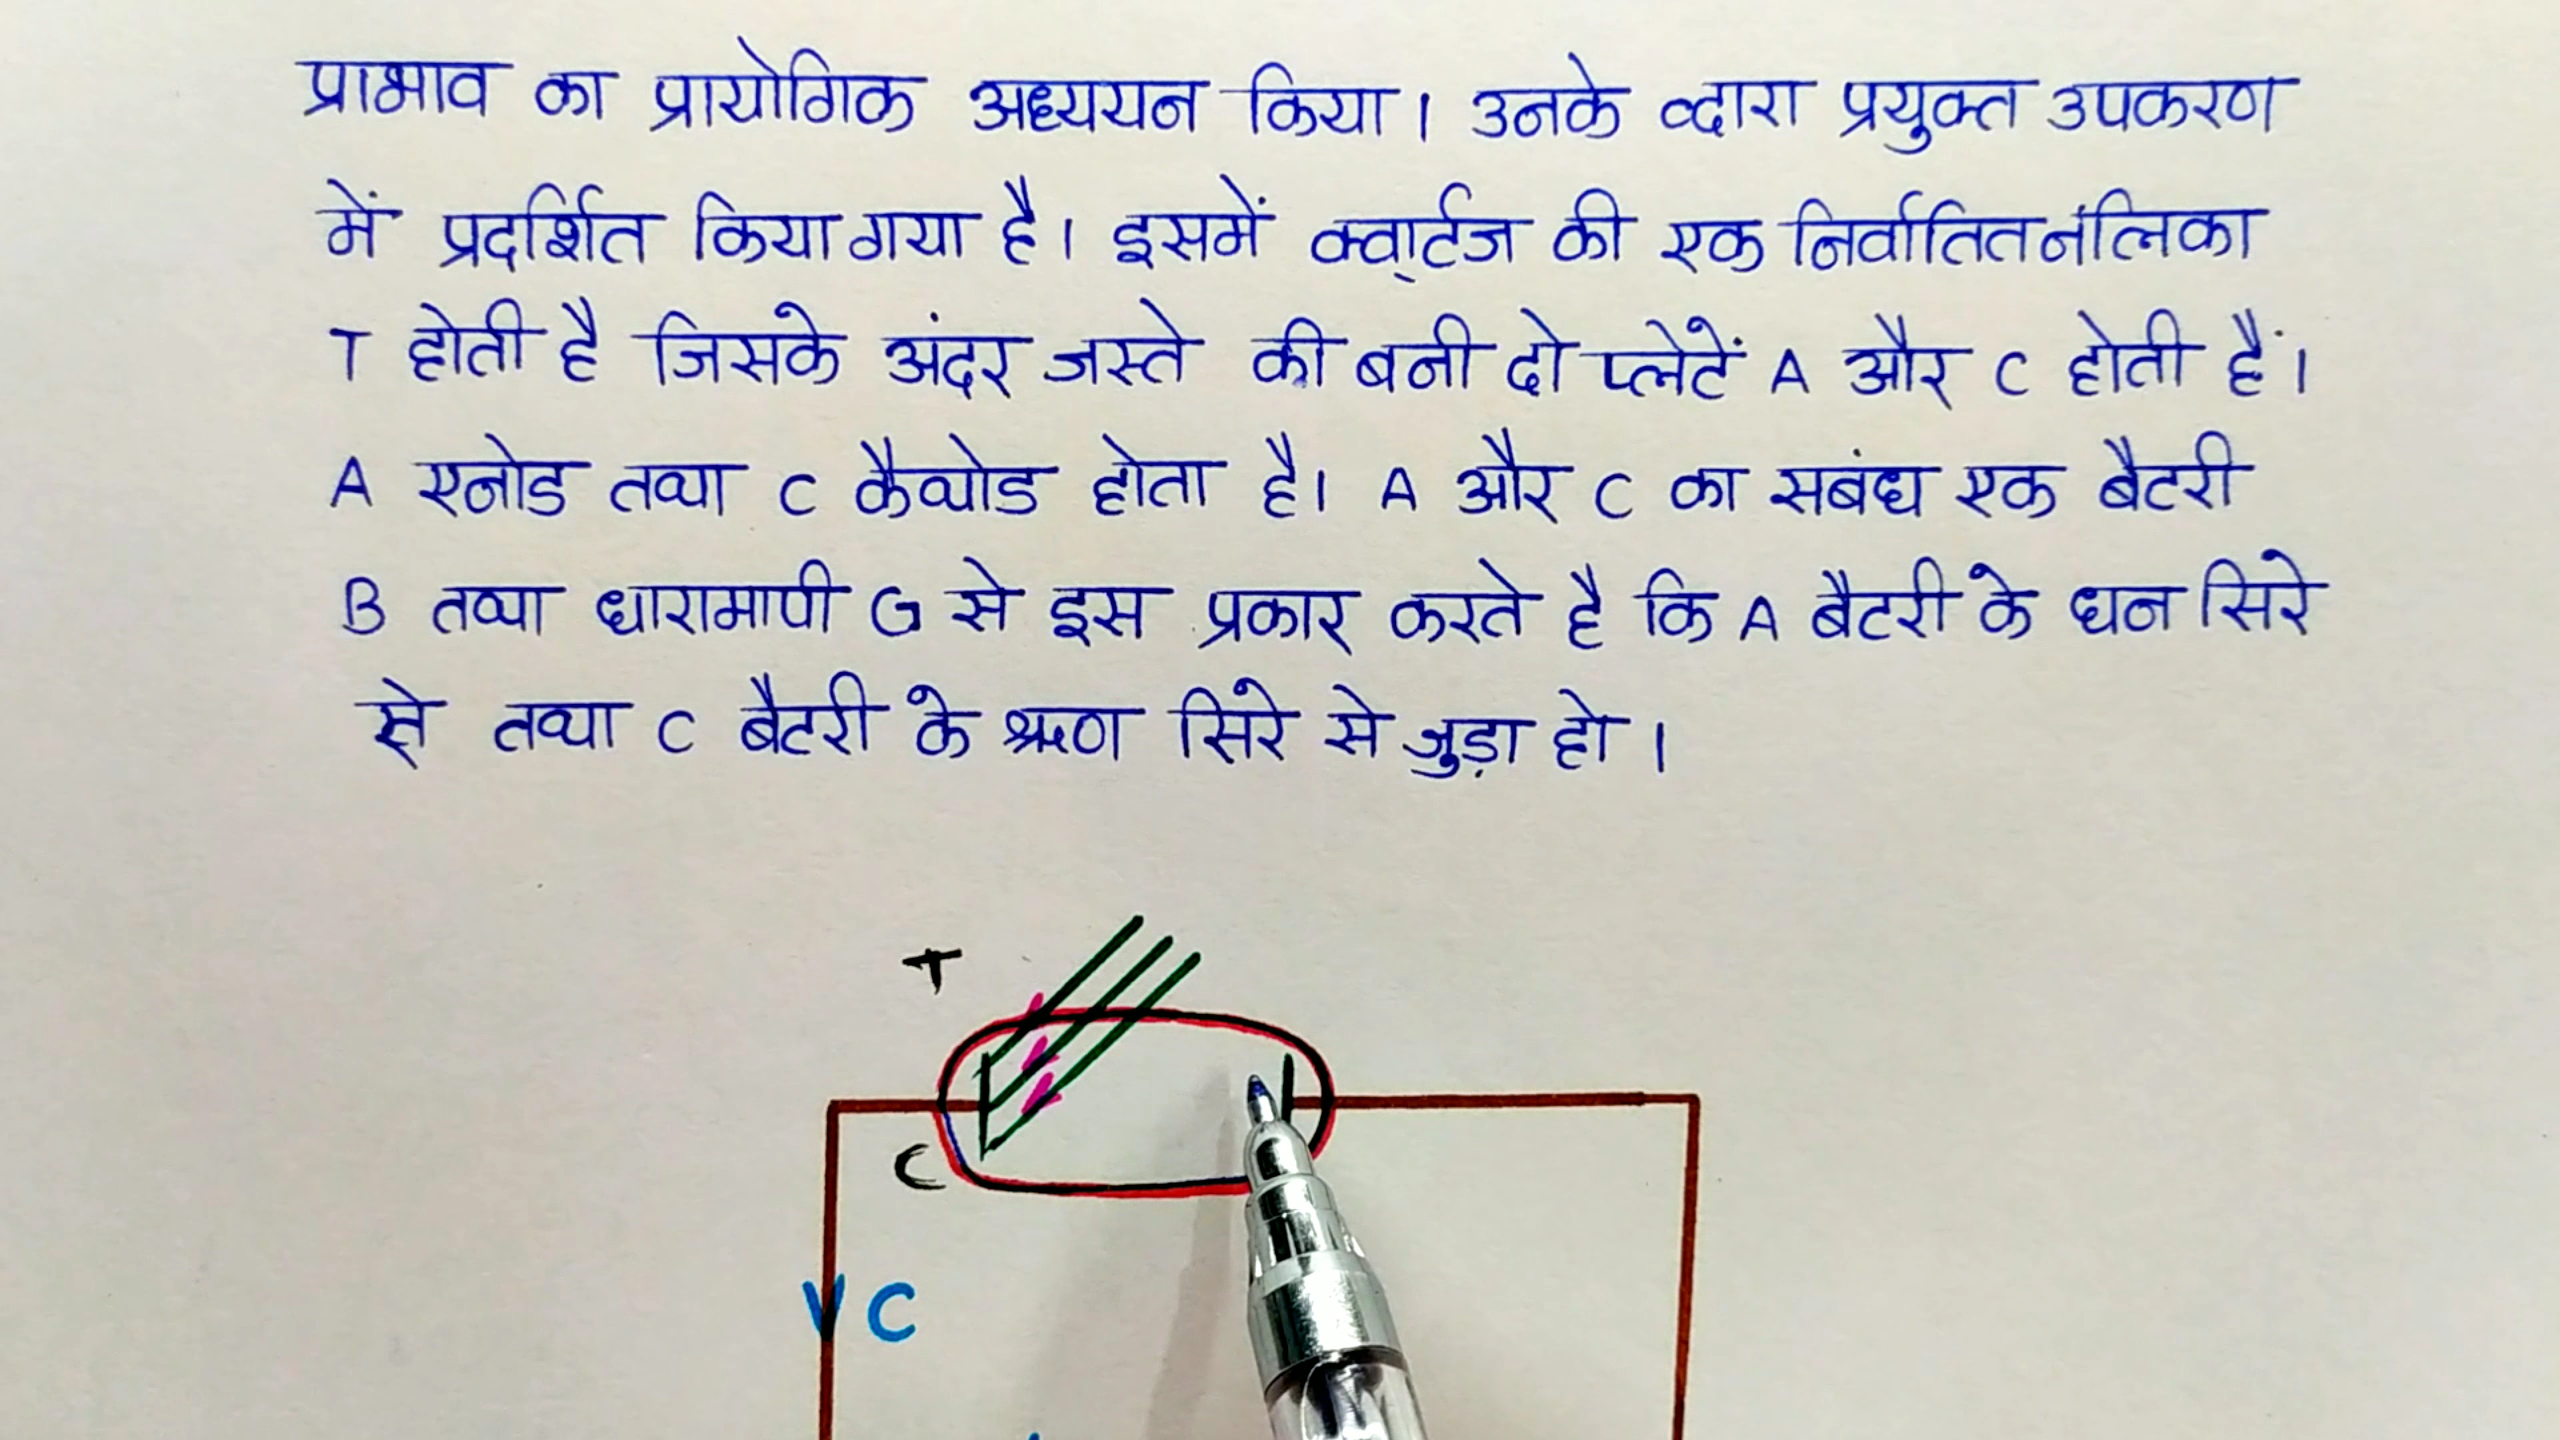 प्राभाव का प्रायोगिक अध्ययन किया। उनके व्दारा प्रयुक्त उपकरण
में प्रदर्शित किया गया है। इसमें क्वार्टज की एक निर्वातित नलिका
T होती है जिसके अंदर जस्ते की बनी दो प्लेटें A और C होती हैं।
A एनोड तथा C कैथोड होता है। A और C का सबंध एक बैटरी
B तथा धारामापी G से इस प्रकार करते है कि A बैटरी के धन सिरे
से तथा C बैटरी के ऋण सिरे से जुड़ा हो।
T
C
V C